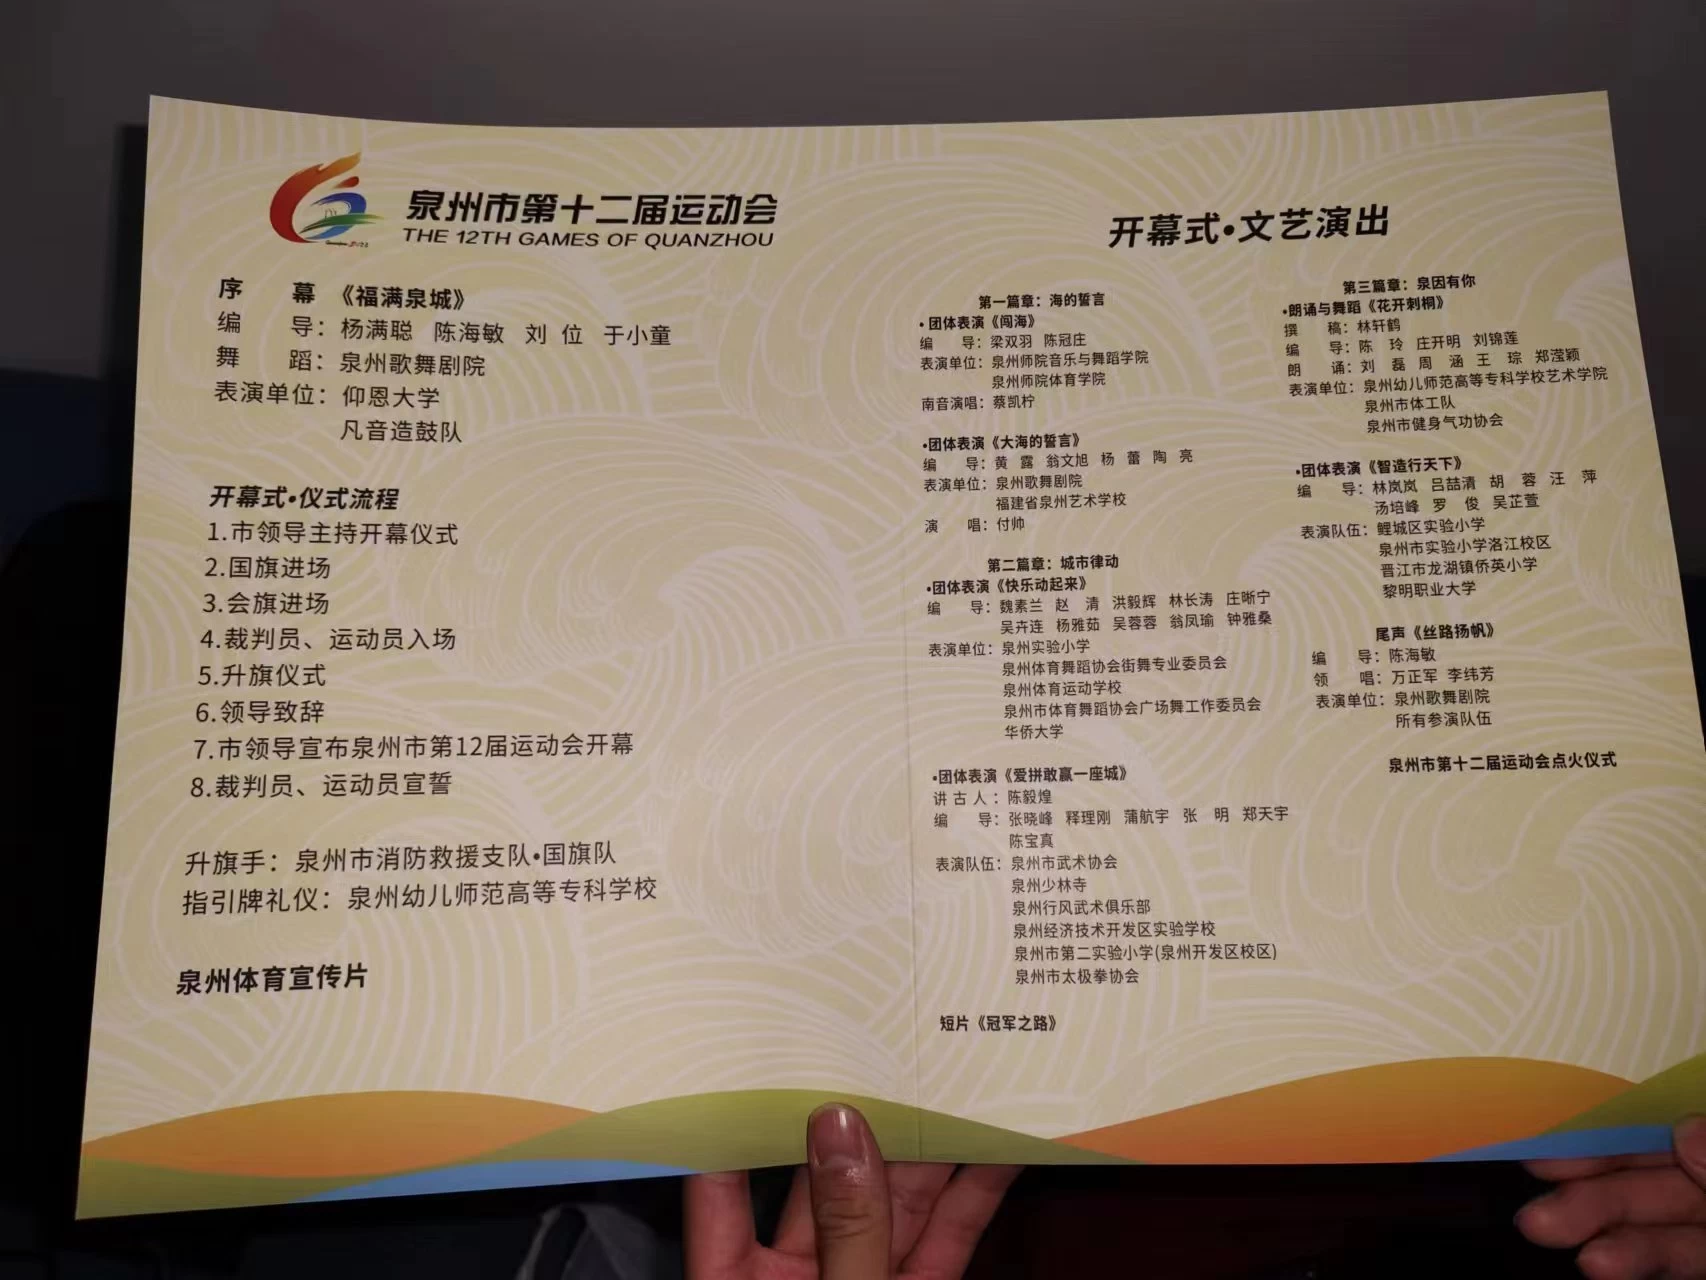 泉州市第十二届运动会
THE 12TH GAMES OF QUANZHOU
序 幕 《福满泉城》
编 导：杨满聪 陈海敏 刘 位 于小童
舞 蹈：泉州歌舞剧院
表演单位：仰恩大学
凡音造鼓队
开幕式•仪式流程
1.市领导主持开幕仪式
2.国旗进场
3.会旗进场
4.裁判员、运动员入场
5.升旗仪式
6.领导致辞
7.市领导宣布泉州市第12届运动会开幕
8.裁判员、运动员宣誓
升旗手：泉州市消防救援支队•国旗队
指引牌礼仪：泉州幼儿师范高等专科学校
泉州体育宣传片
开幕式•文艺演出
第一篇章：海的誓言
•团体表演《闯海》
编 导：梁双羽 陈冠庄
表演单位：泉州师院音乐与舞蹈学院
泉州师院体育学院
南音演唱：蔡凯柠
•团体表演《大海的誓言》
编 导：黄 露 翁文旭 杨 蕾 陶 亮
表演单位：泉州歌舞剧院
福建省泉州艺术学校
演 唱：付帅
第二篇章：城市律动
•团体表演《快乐动起来》
编 导：魏素兰 赵 清 洪毅辉 林长涛 庄晰宁
吴卉连 杨雅茹 吴蓉蓉 翁凤瑜 钟雅桑
表演单位：泉州实验小学
泉州体育舞蹈协会街舞专业委员会
泉州体育运动学校
泉州市体育舞蹈协会广场舞工作委员会
华侨大学
•团体表演《爱拼敢赢一座城》
讲 古 人：陈毅煌
编 导：张晓峰 释理刚 蒲航宇 张 明 郑天宇
陈宝真
表演队伍：泉州市武术协会
泉州少林寺
泉州行风武术俱乐部
泉州经济技术开发区实验学校
泉州市第二实验小学(泉州开发区校区)
泉州市太极拳协会
短片《冠军之路》
第三篇章：泉因有你
•朗诵与舞蹈《花开刺桐》
撰 稿：林轩鹤
编 导：陈 玲 庄开明 刘锦莲
朗 诵：刘 磊 周 涵 王 琮 郑滢颖
表演单位：泉州幼儿师范高等专科学校艺术学院
泉州市体工队
泉州市健身气功协会
•团体表演《智造行天下》
编 导：林岚岚 吕喆清 胡 蓉 汪 萍
汤培峰 罗 俊 吴芷萱
表演队伍：鲤城区实验小学
泉州市实验小学洛江校区
晋江市龙湖镇侨英小学
黎明职业大学
尾声《丝路扬帆》
编 导：陈海敏
领 唱：万正军 李纬芳
表演单位：泉州歌舞剧院
所有参演队伍
泉州市第十二届运动会点火仪式